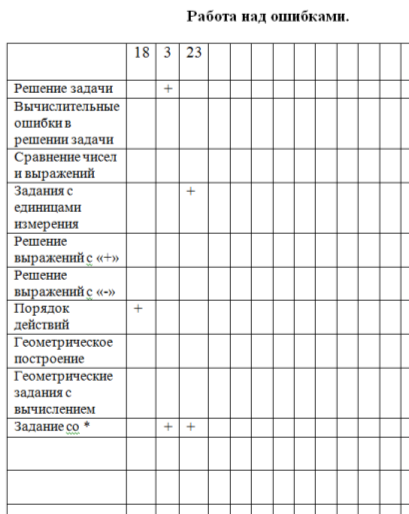 Работа над ошибками.
18 3 23
Решение задачи +
Вычислительные
ошибки в
решении задачи
Сравнение чисел
и выражений
Задания с +
единицами
измерения
Решение
выражений с «+»
Решение
выражений с «-»
Порядок +
действий
Геометрическое
построение
Геометрические
задания с
вычислением
Задание со * + +